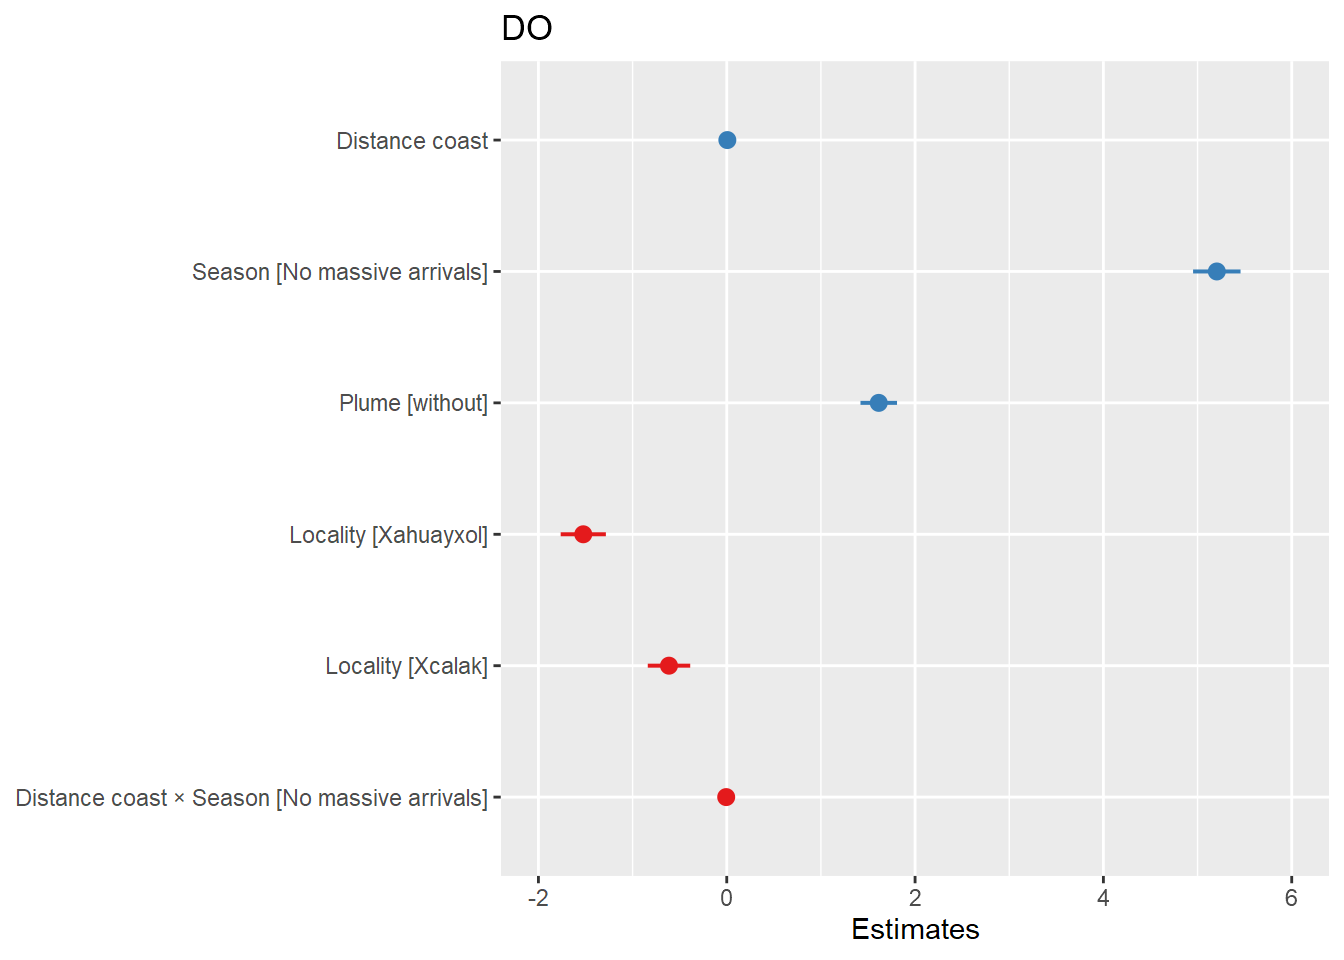 DO
Distance coast
Season [No massive arrivals]
Plume [without]
Locality [Xahuayxol]
Locality [Xcalak]
Distance coast × Season [No massive arrivals]
-2 0 2 4 6
Estimates